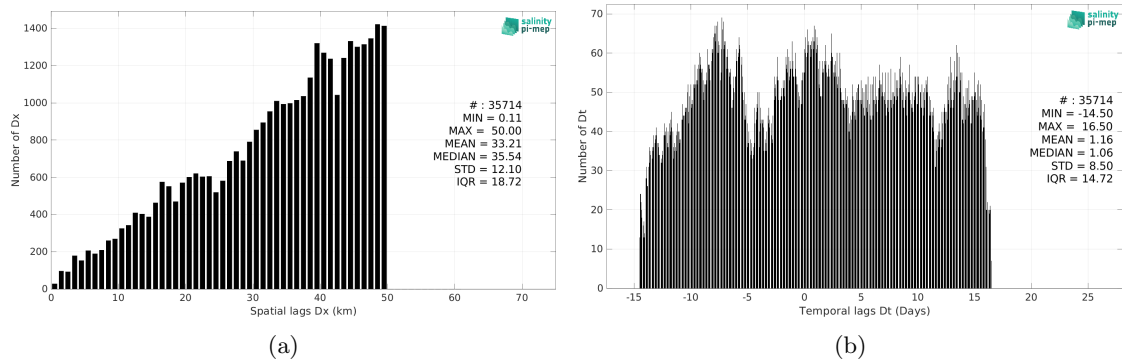 1400
1200
1000
800
600
400
200
0
Number of Dx
0 10 20 30 40 50 60 70
Spatial lags Dx (km)
salinity
pi-mep
# : 35714
MIN = 0.11
MAX = 50.00
MEAN = 33.21
MEDIAN = 35.54
STD = 12.10
IQR = 18.72
(a)
70
60
50
40
30
20
10
0
Number of Dt
-15 -10 -5 0 5 10 15 20 25
Temporal lags Dt (Days)
salinity
pi-mep
# : 35714
MIN = -14.50
MAX = 16.50
MEAN = 1.16
MEDIAN = 1.06
STD = 8.50
IQR = 14.72
(b)